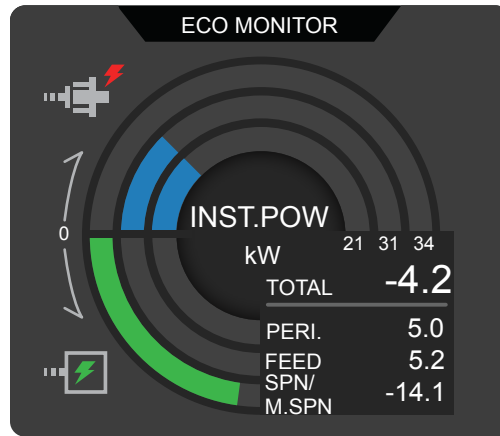 ECO MONITOR
0
INST.POW
kW
21 31 34
TOTAL -4.2
PERI. 5.0
FEED 5.2
SPN/
M.SPN -14.1